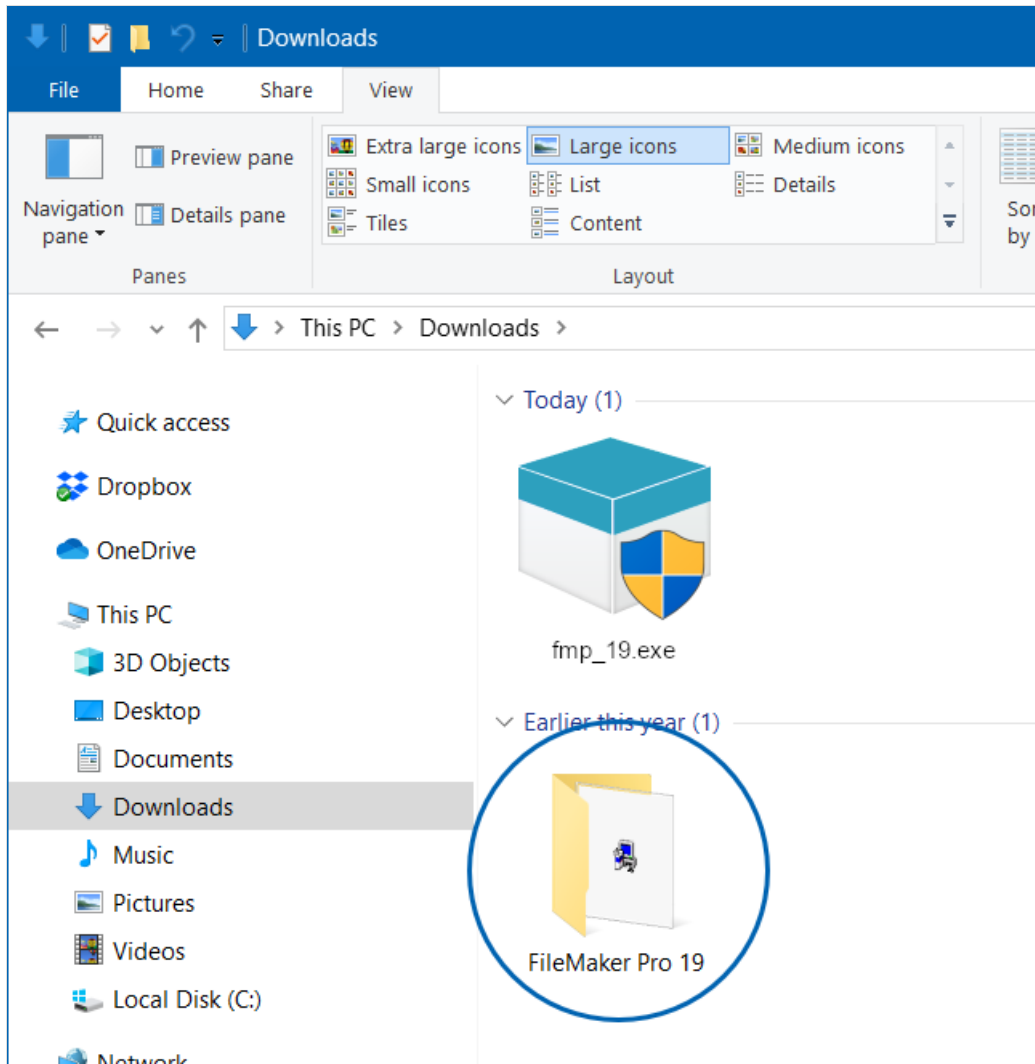 Downloads
File Home Share View
Extra large icons Large icons Medium icons
Preview pane
Small icons List Details
Navigation pane
Details pane
Tiles Content
by
Panes Layout
This PC > Downloads >
Today (1)
Quick access
Dropbox
OneDrive
This PC
fmp_19.exe
3D Objects
Desktop
Earlier this year (1)
Documents
Downloads
Music
Pictures
Videos
FileMaker Pro 19
Local Disk (C:)
Network